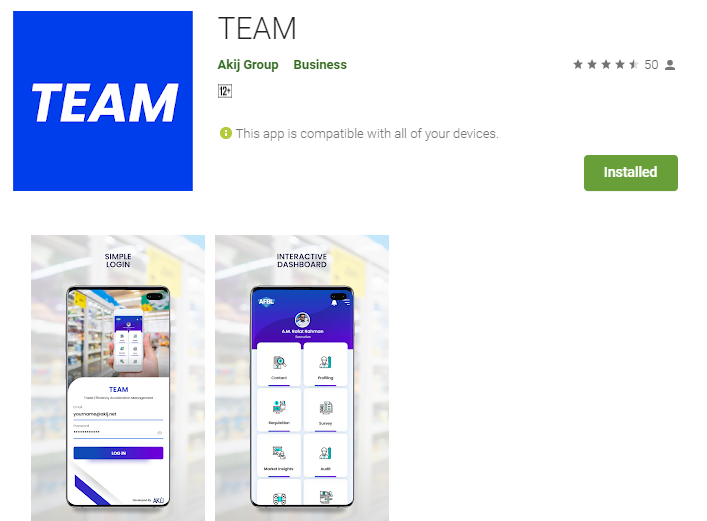 TEAM
TEAM
Akij Group Business
50
12+
This app is compatible with all of your devices.
Installed
SIMPLE
LOGIN
TEAM
Trade Efficiency Acceleration Management
Email
yourname@akij.net
Password
LOG IN
Developed By AKIJ
INTERACTIVE
DASHBOARD
AFBL
A.M. Rafat Rahman
Executive
Contact
Profiling
Requisition
Survey
Market Insights
Audit